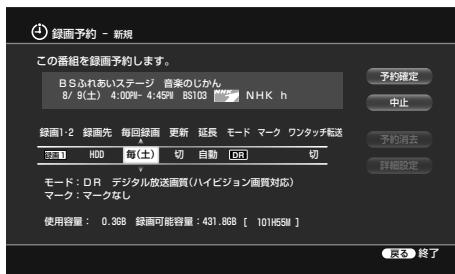 録画予約 - 新規
この番組を録画予約します。
BSふれあいステージ 音楽のじかん
8/ 9(土) 4:00PM- 4:45PM BS103 NHK NHK h
予約確定
中止
録画1·2 録画先 毎回録画 更新 延長 モード マーク ワンタッチ転送
録画1 HDD 毎(土) 切 自動 DR 切
予約消去
詳細設定
モード：DR デジタル放送画質(ハイビジョン画質対応)
マーク：マークなし
使用容量： 0.3GB 録画可能容量：431.8GB [ 101H55M ]
戻る 終了